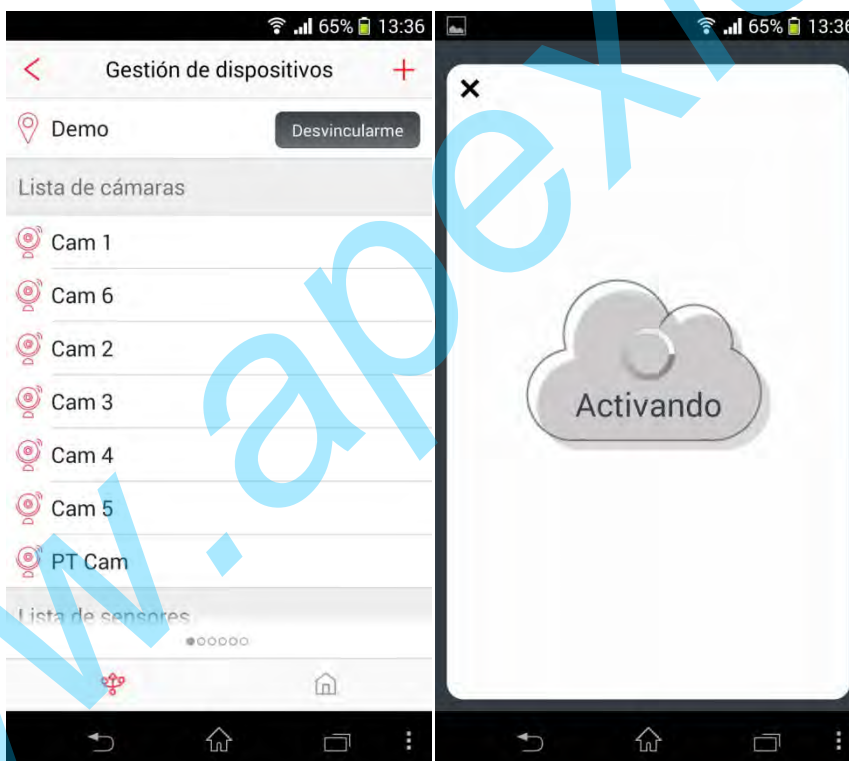 65% 13:36
Gestión de dispositivos
Demo
Desvincularme
Lista de cámaras
Cam 1
Cam 6
Cam 2
Cam 3
Cam 4
Cam 5
PT Cam
Lista de sensores
65% 13:36
Activando
w.apexis